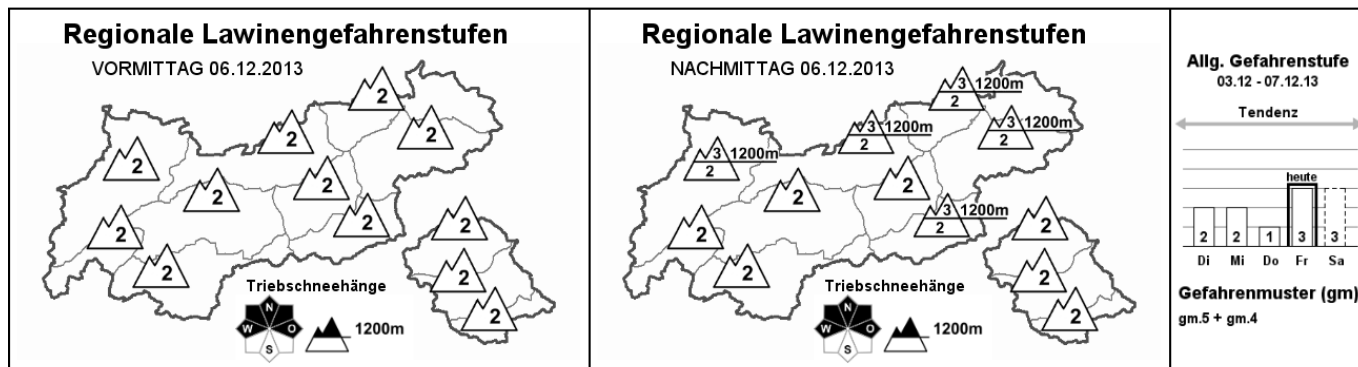 Regionale Lawinengefahrenstufen
VORMITTAG 06.12.2013
2
2
2
2
2
2
2
2
2
2
2
2
Triebschneehänge
N
W O
S
1200m
Regionale Lawinengefahrenstufen
NACHMITTAG 06.12.2013
3 1200m
2
3 1200m
2
3 1200m
2
3 1200m
2
2
2
3 1200m
2
2
2
2
2
2
Triebschneehänge
N
W O
S
1200m
Allg. Gefahrenstufe
03.12 - 07.12.13
Tendenz
heute
2 2 1 3 3
Di Mi Do Fr Sa
Gefahrenmuster (gm)
gm.5 + gm.4